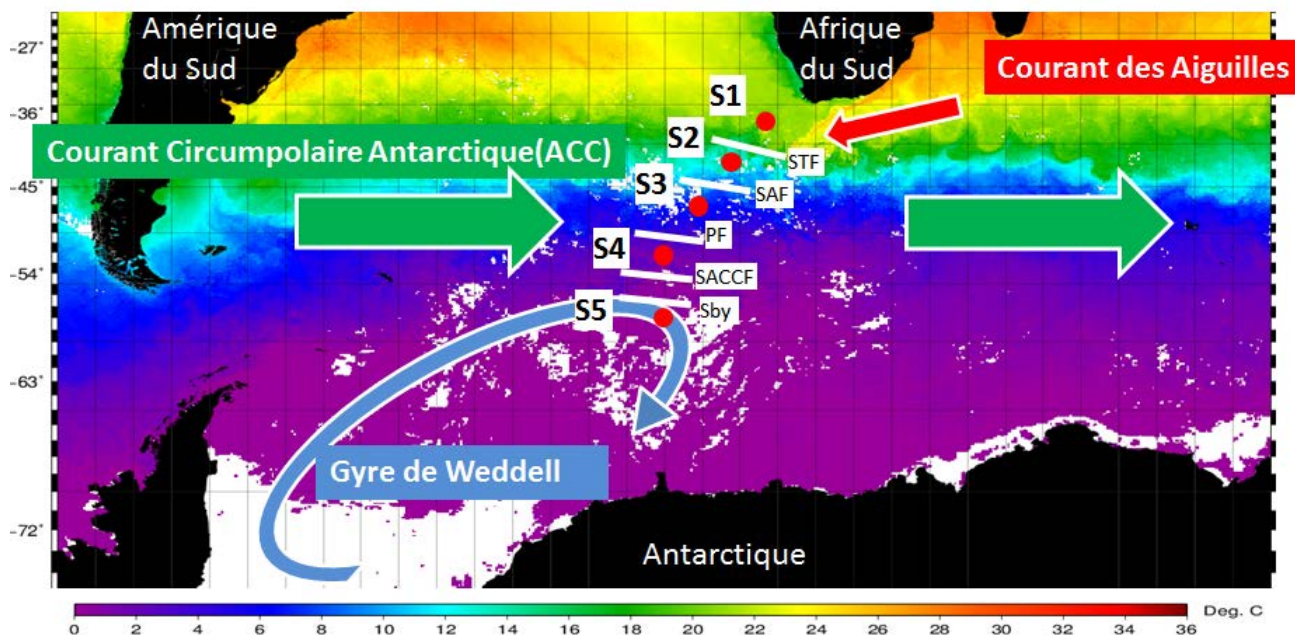 -27°
-36°
-45°
-54°
-63°
-72°
Amérique
du Sud
Afrique
du Sud
Courant des Aiguilles
S1
S2
STF
Courant Circumpolaire Antarctique(ACC)
S3
SAF
S4
PF
SACCF
S5
Sby
Gyre de Weddell
Antarctique
Deg. C
0 2 4 6 8 10 12 14 16 18 20 22 24 26 28 30 32 34 36